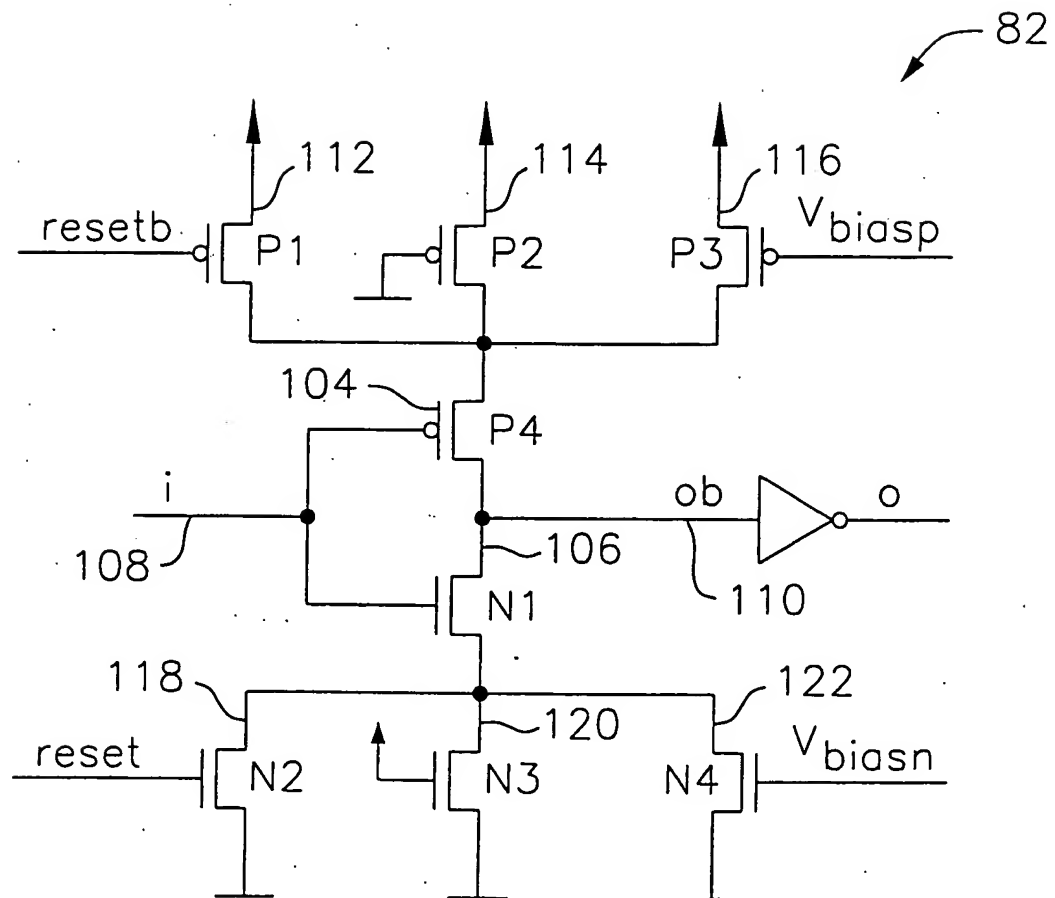 82
112
114
116
resetb
P1
P2
P3
Vbiasp
104
P4
i
ob
o
108
106
110
N1
118
120
122
reset
N2
N3
N4
Vbiasn